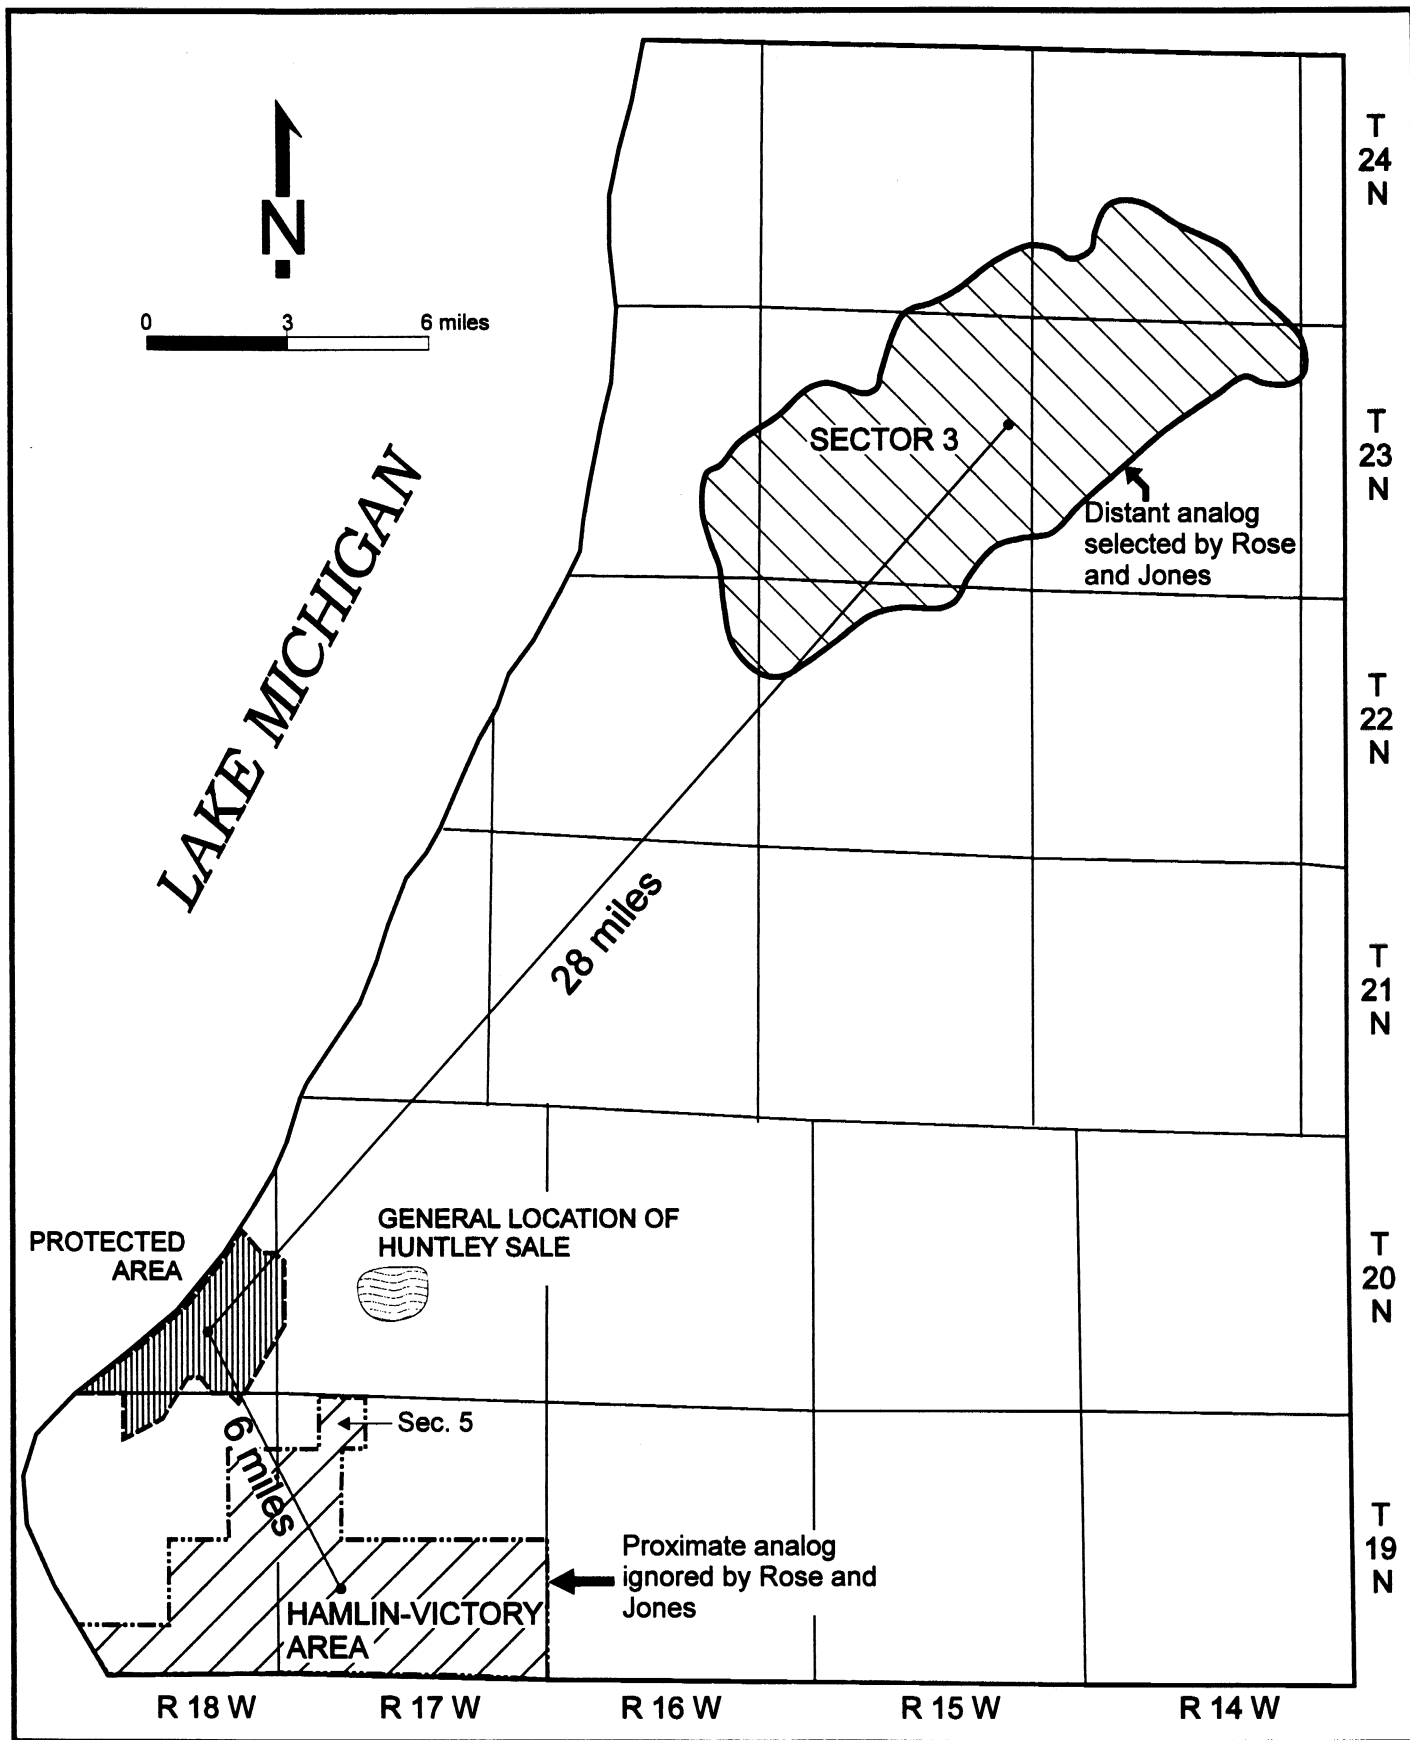 T
24
N
N
0 3 6 miles
LAKE MICHIGAN
SECTOR 3
T
23
N
Distant analog
selected by Rose
and Jones
T
22
N
28 miles
T
21
N
PROTECTED
AREA
GENERAL LOCATION OF
HUNTLEY SALE
T
20
N
Sec. 5
6 miles
Proximate analog
ignored by Rose and
Jones
T
19
N
HAMLIN-VICTORY
AREA
R 18 W R 17 W R 16 W R 15 W R 14 W